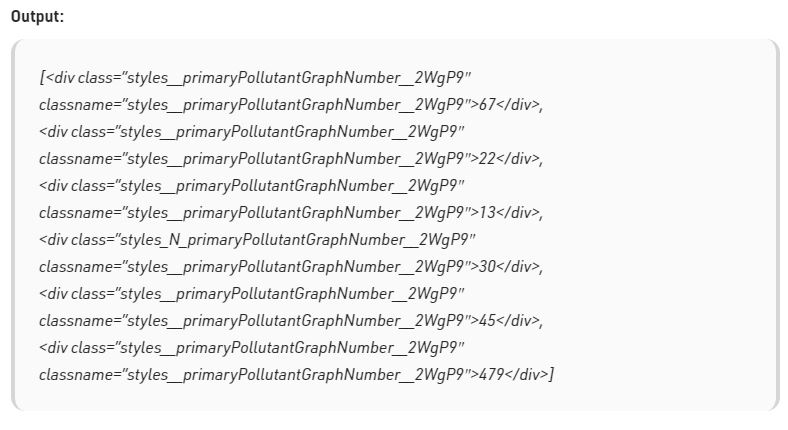 Output:
[<div class="styles__primaryPollutantGraphNumber__2WgP9"
classname="styles__primaryPollutantGraphNumber__2WgP9">67</div>,
<div class="styles__primaryPollutantGraphNumber__2WgP9"
classname="styles__primaryPollutantGraphNumber__2WgP9">22</div>,
<div class="styles__primaryPollutantGraphNumber__2WgP9"
classname="styles__primaryPollutantGraphNumber__2WgP9">13</div>,
<div class="styles_N_primaryPollutantGraphNumber__2WgP9"
classname="styles__primaryPollutantGraphNumber__2WgP9">30</div>,
<div class="styles__primaryPollutantGraphNumber__2WgP9"
classname="styles__primaryPollutantGraphNumber__2WgP9">45</div>,
<div class="styles__primaryPollutantGraphNumber__2WgP9"
classname="styles__primaryPollutantGraphNumber__2WgP9">479</div>]